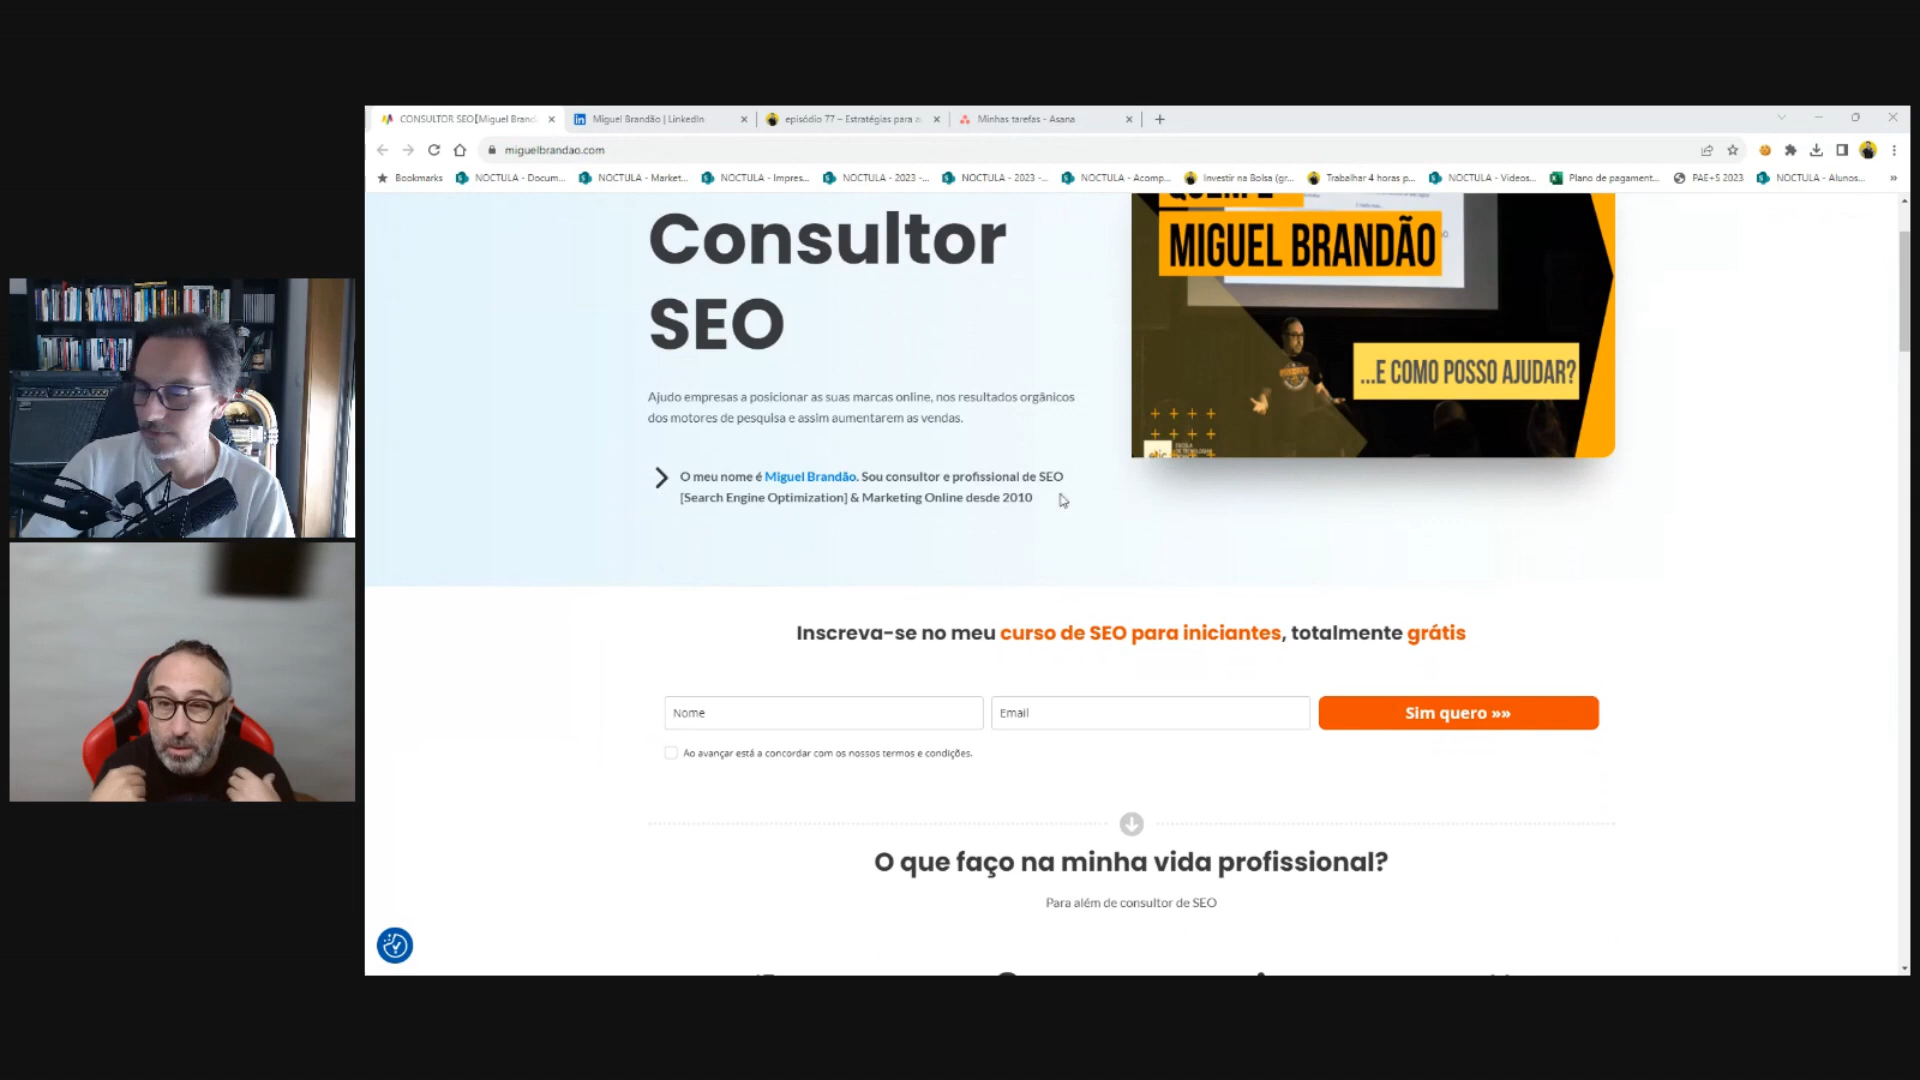 CONSULTOR SEO【Miguel Brand
Miguel Brandão | LinkedIn
episódio 77 – Estratégias para a
Minhas tarefas - Asana
miguelbrandao.com
Bookmarks
NOCTULA - Docum...
NOCTULA - Market...
NOCTULA - Impres...
NOCTULA - 2023 -...
NOCTULA - 2023 -...
NOCTULA - Acomp...
Investir na Bolsa (gr...
Trabalhar 4 horas p...
NOCTULA - Videos...
Plano de pagament...
PAE+S 2023
NOCTULA - Alunos...
»
Consultor
SEO
MIGUEL BRANDÃO
...E COMO POSSO AJUDAR?
etic
Ajudo empresas a posicionar as suas marcas online, nos resultados orgânicos
dos motores de pesquisa e assim aumentarem as vendas.
O meu nome é Miguel Brandão. Sou consultor e profissional de SEO
[Search Engine Optimization] & Marketing Online desde 2010
Inscreva-se no meu curso de SEO para iniciantes, totalmente grátis
Nome
Email
Sim quero »»
Ao avançar está a concordar com os nossos termos e condições.
O que faço na minha vida profissional?
Para além de consultor de SEO